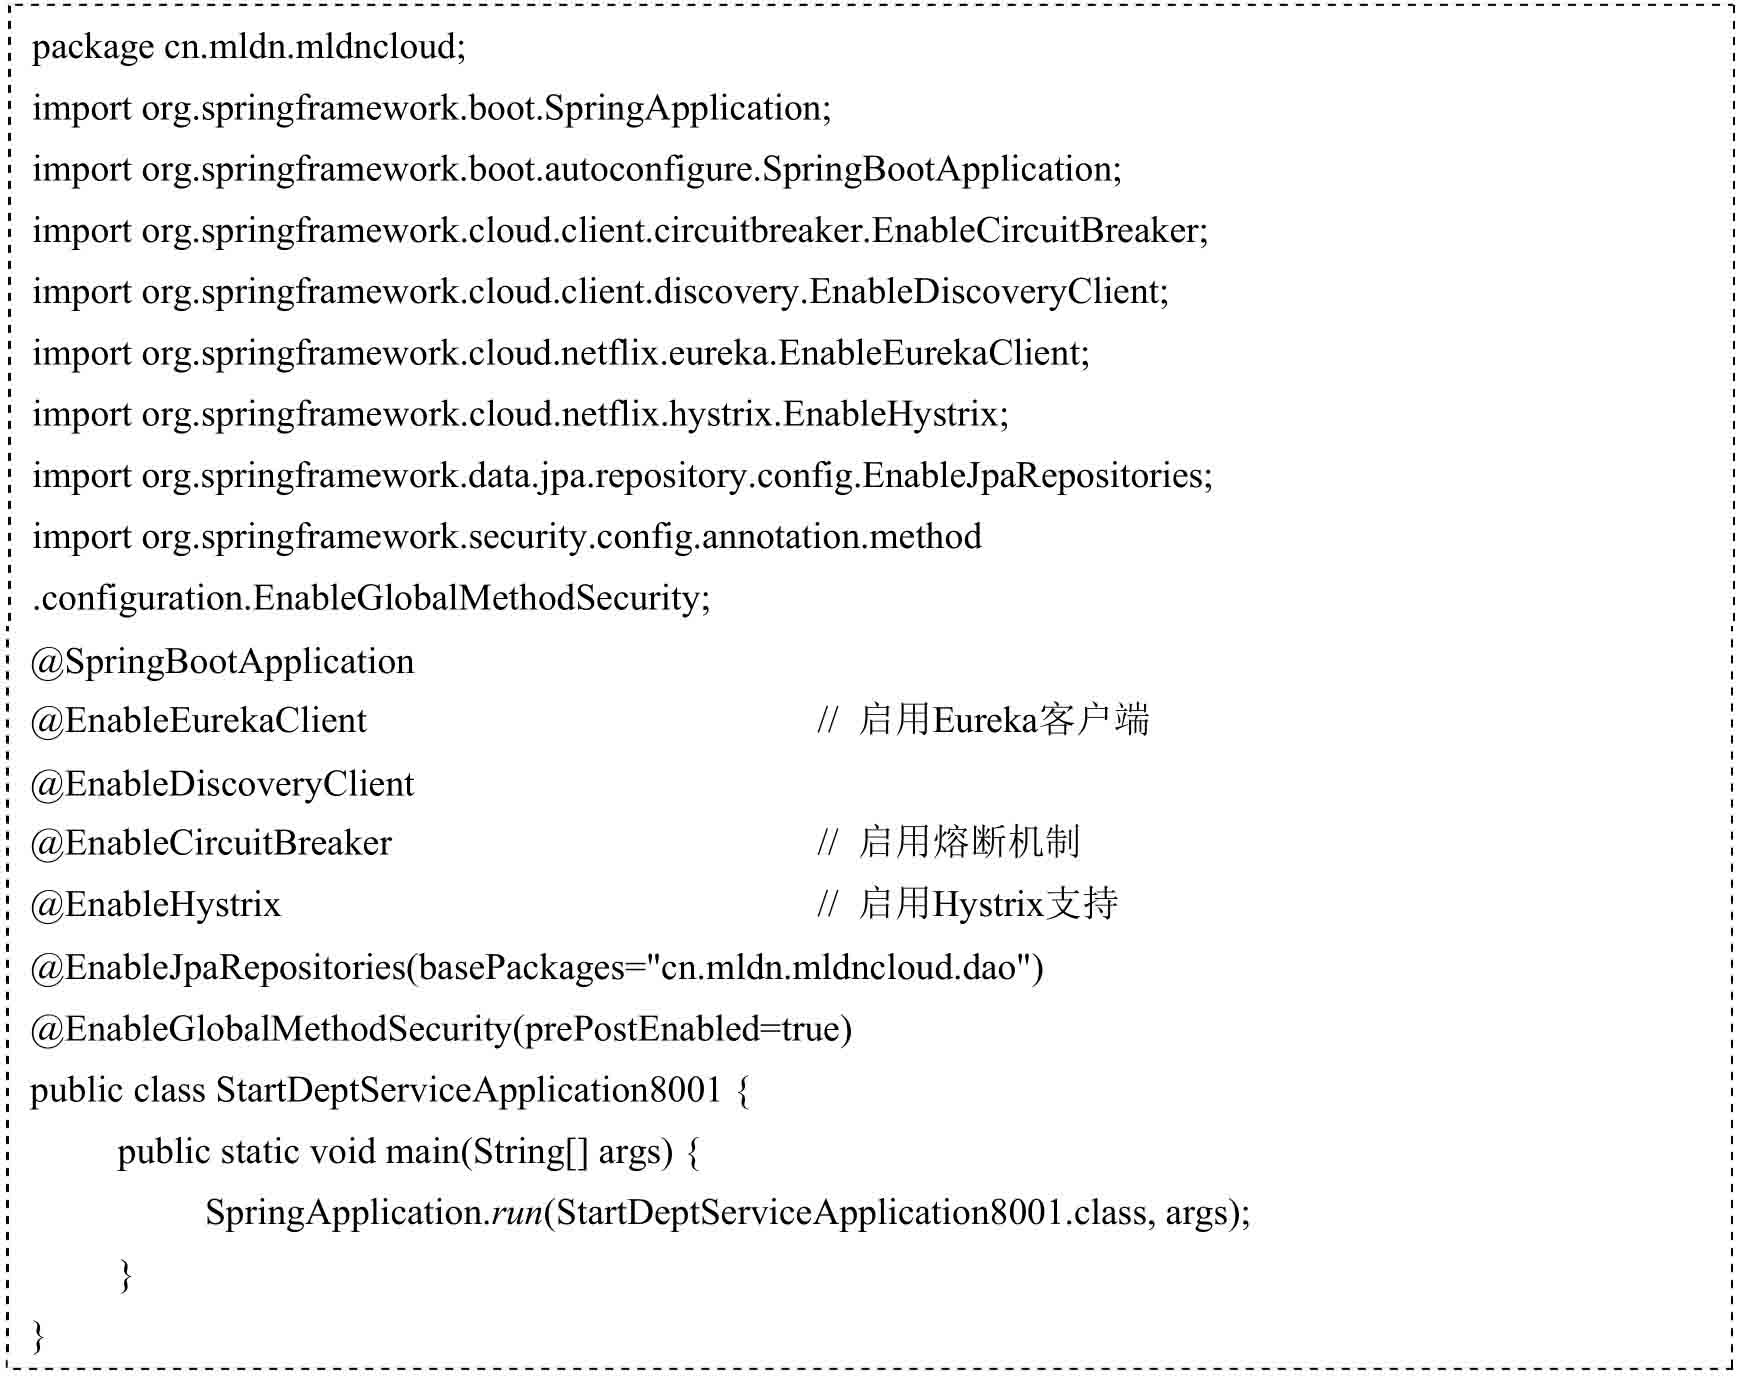 package cn.mldn.mldncloud;
import org.springframework.boot.SpringApplication;
import org.springframework.boot.autoconfigure.SpringBootApplication;
import org.springframework.cloud.client.circuitbreaker.EnableCircuitBreaker;
import org.springframework.cloud.client.discovery.EnableDiscoveryClient;
import org.springframework.cloud.netflix.eureka.EnableEurekaClient;
import org.springframework.cloud.netflix.hystrix.EnableHystrix;
import org.springframework.data.jpa.repository.config.EnableJpaRepositories;
import org.springframework.security.config.annotation.method
.configuration.EnableGlobalMethodSecurity;
@SpringBootApplication
@EnableEurekaClient // 启用Eureka客户端
@EnableDiscoveryClient
@EnableCircuitBreaker // 启用熔断机制
@EnableHystrix // 启用Hystrix支持
@EnableJpaRepositories(basePackages="cn.mldn.mldncloud.dao")
@EnableGlobalMethodSecurity(prePostEnabled=true)
public class StartDeptServiceApplication8001 {
public static void main(String[] args) {
SpringApplication.run(StartDeptServiceApplication8001.class, args);
}
}